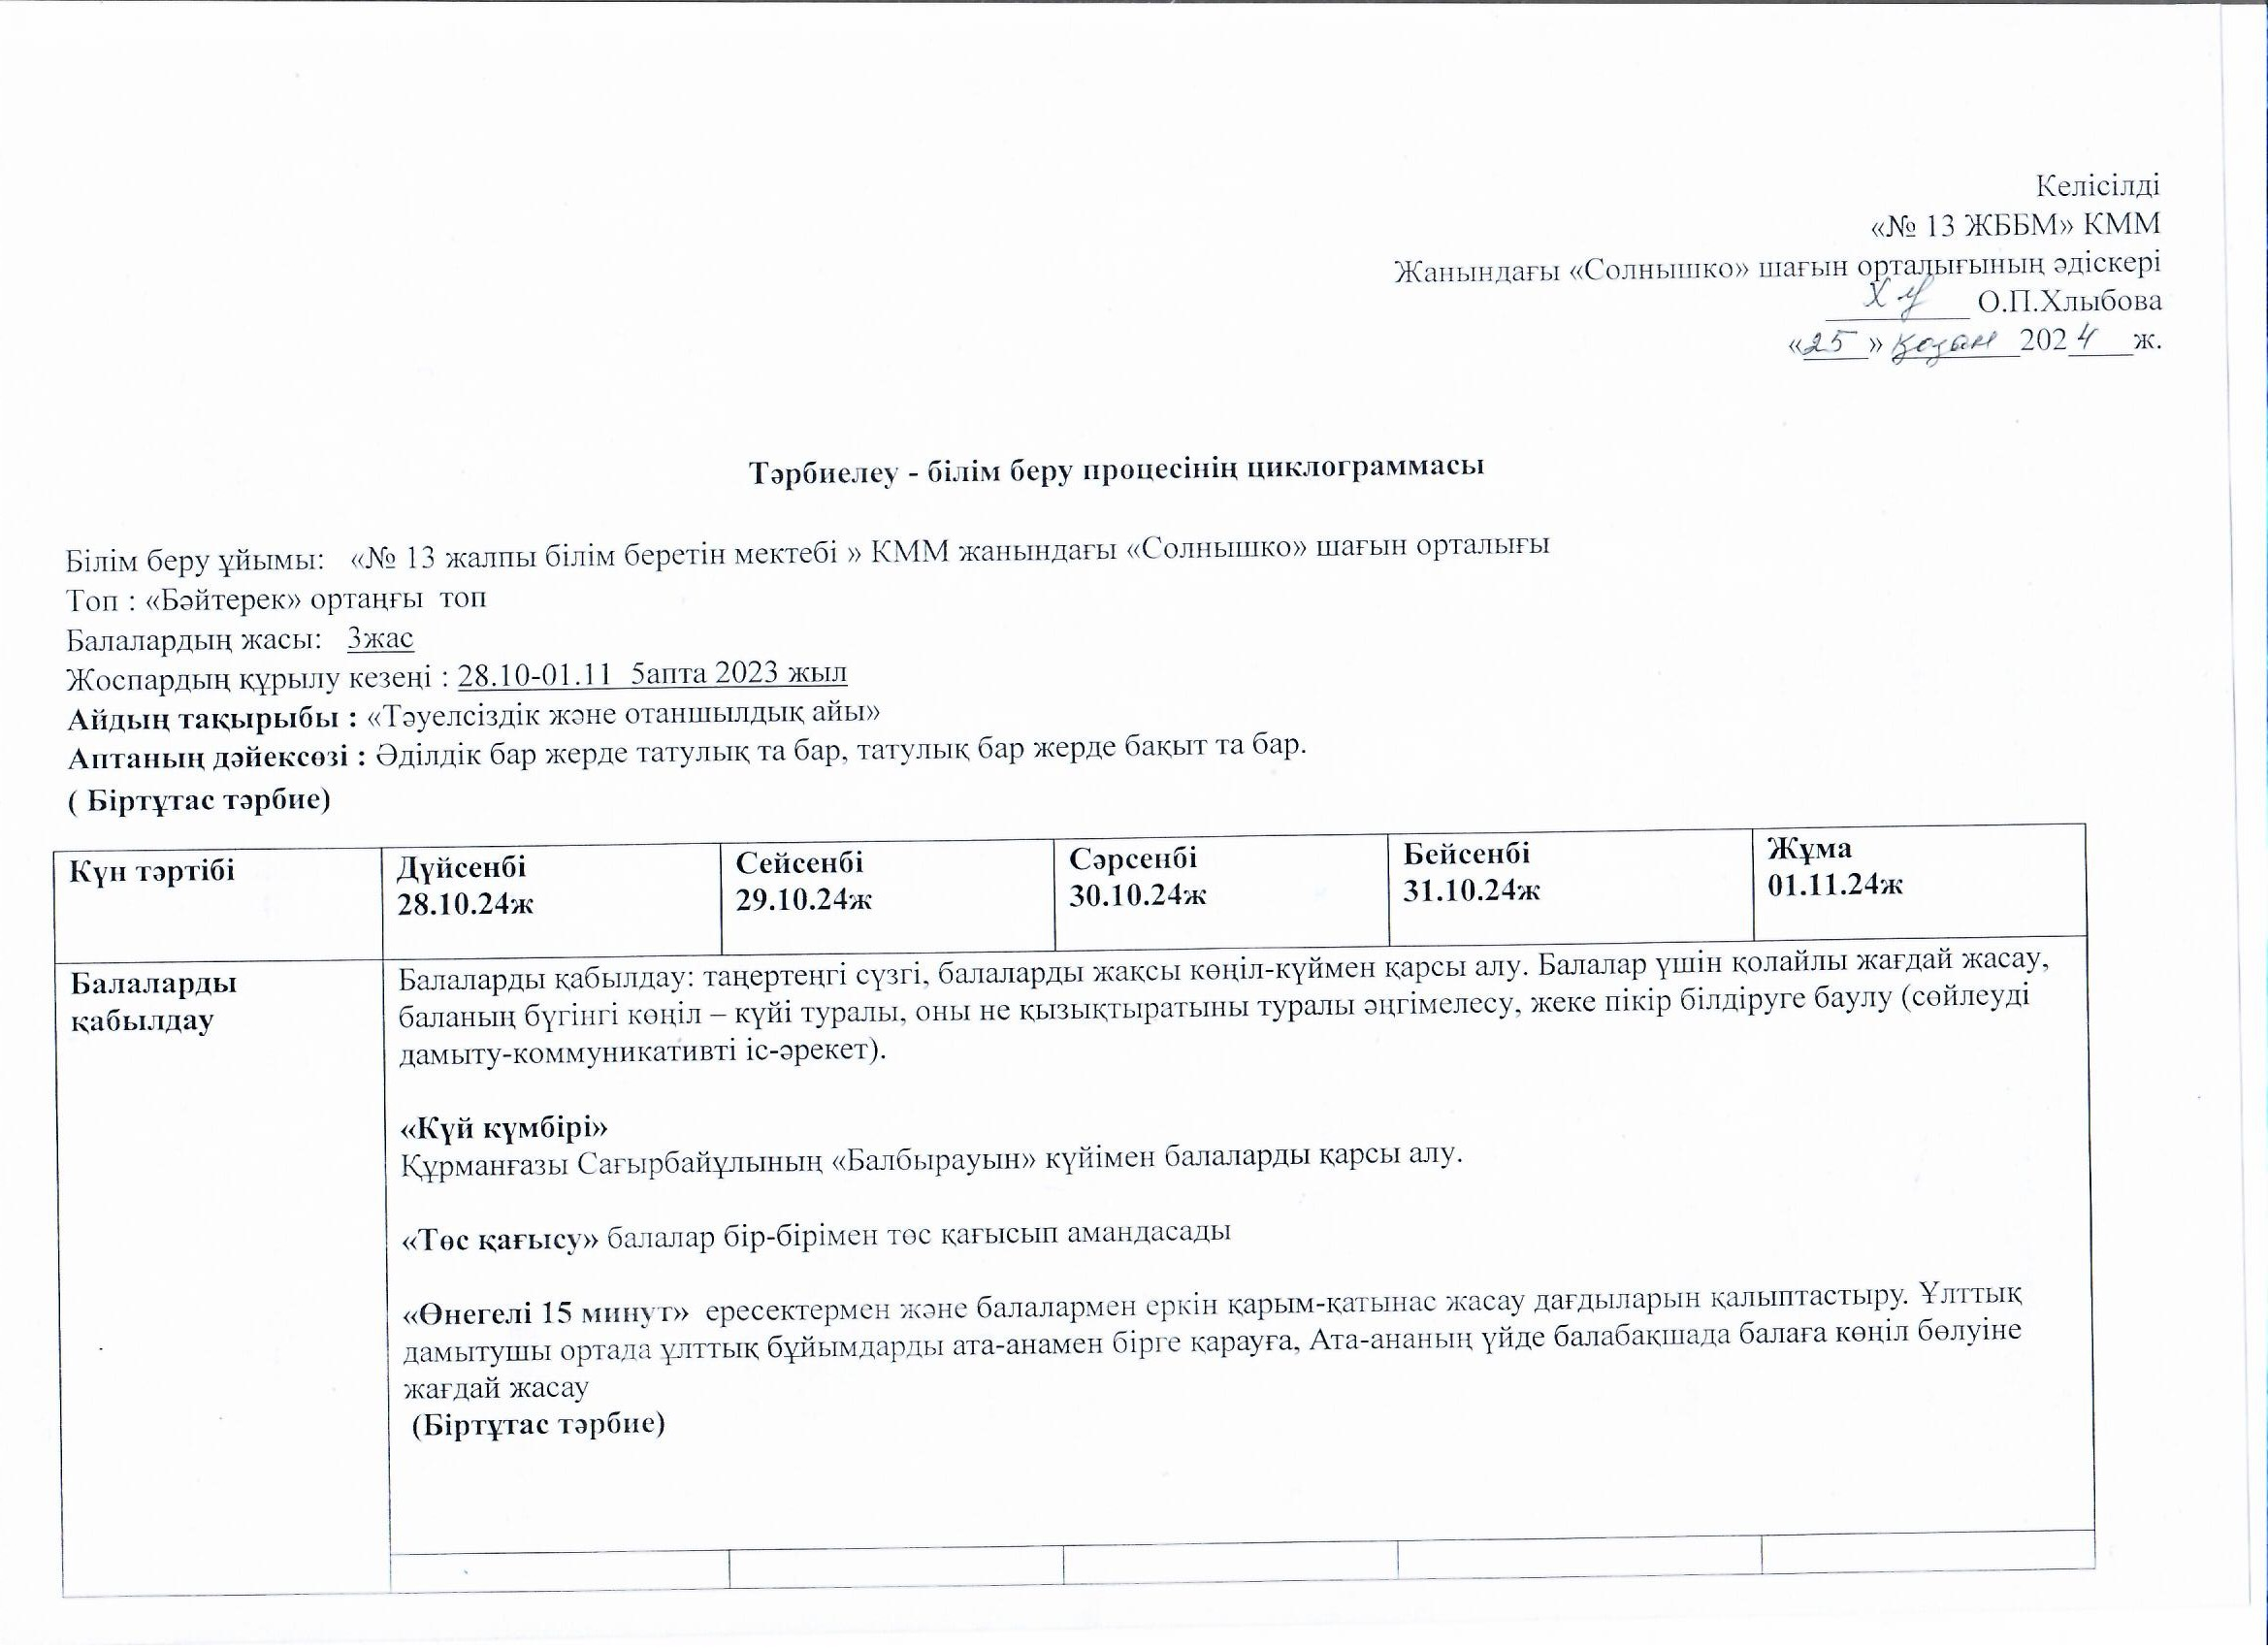 Келісілді
«№ 13 ЖББМ» КММ
Жанындағы «Солнышко» шағын орталығының әдіскері
__________ О.П.Хлыбова
«25» қазан 2024 ж.
Тәрбиелеу - білім беру процесінің циклограммасы
Білім беру ұйымы: «№ 13 жалпы білім беретін мектебі » КММ жанындағы «Солнышко» шағын орталығы
Топ : «Бәйтерек» ортаңғы топ
Балалардың жасы: 3жас
Жоспардың құрылу кезеңі : 28.10-01.11 5апта 2023 жыл
Айдың тақырыбы : «Тәуелсіздік және отаншылдық айы»
Аптаның дәйексөзі : Әділдік бар жерде татулық та бар, татулық бар жерде бақыт та бар.
( Біртұтас тәрбие)
Күн тәртібі
Дүйсенбі
28.10.24ж
Сейсенбі
29.10.24ж
Сәрсенбі
30.10.24ж
Бейсенбі
31.10.24ж
Жұма
01.11.24ж
Балаларды
қабылдау
Балаларды қабылдау: таңертеңгі сүзгі, балаларды жақсы көңіл-күймен қарсы алу. Балалар үшін қолайлы жағдай жасау,
баланың бүгінгі көңіл – күйі туралы, оны не қызықтыратыны туралы әңгімелесу, жеке пікір білдіруге баулу (сөйлеуді
дамыту-коммуникативті іс-әрекет).
«Күй күмбірі»
Құрманғазы Сағырбайұлының «Балбырауын» күйімен балаларды қарсы алу.
«Төс қағысу» балалар бір-бірімен төс қағысып амандасады
«Өнегелі 15 минут» ересектермен және балалармен еркін қарым-қатынас жасау дағдыларын қалыптастыру. Ұлттық
дамытушы ортада ұлттық бұйымдарды ата-анамен бірге қарауға, Ата-ананың үйде балабақшада балаға көңіл бөлуіне
жағдай жасау
(Біртұтас тәрбие)